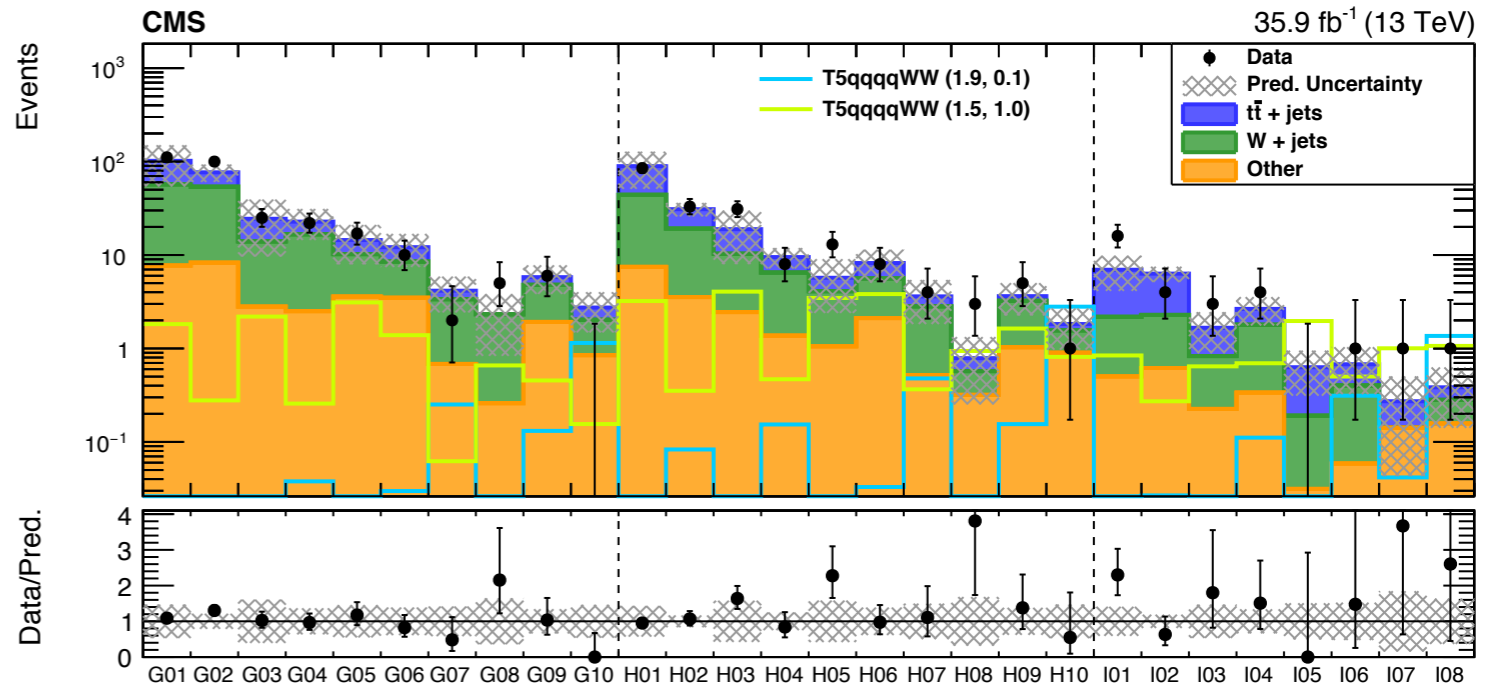 CMS
35.9 fb⁻¹ (13 TeV)
Events
10³
10²
10
1
10⁻¹
T5qqqqWW (1.9, 0.1)
T5qqqqWW (1.5, 1.0)
Data
Pred. Uncertainty
tt̄ + jets
W + jets
Other
Data/Pred.
4
3
2
1
0
G01 G02 G03 G04 G05 G06 G07 G08 G09 G10 H01 H02 H03 H04 H05 H06 H07 H08 H09 H10 I01 I02 I03 I04 I05 I06 I07 I08